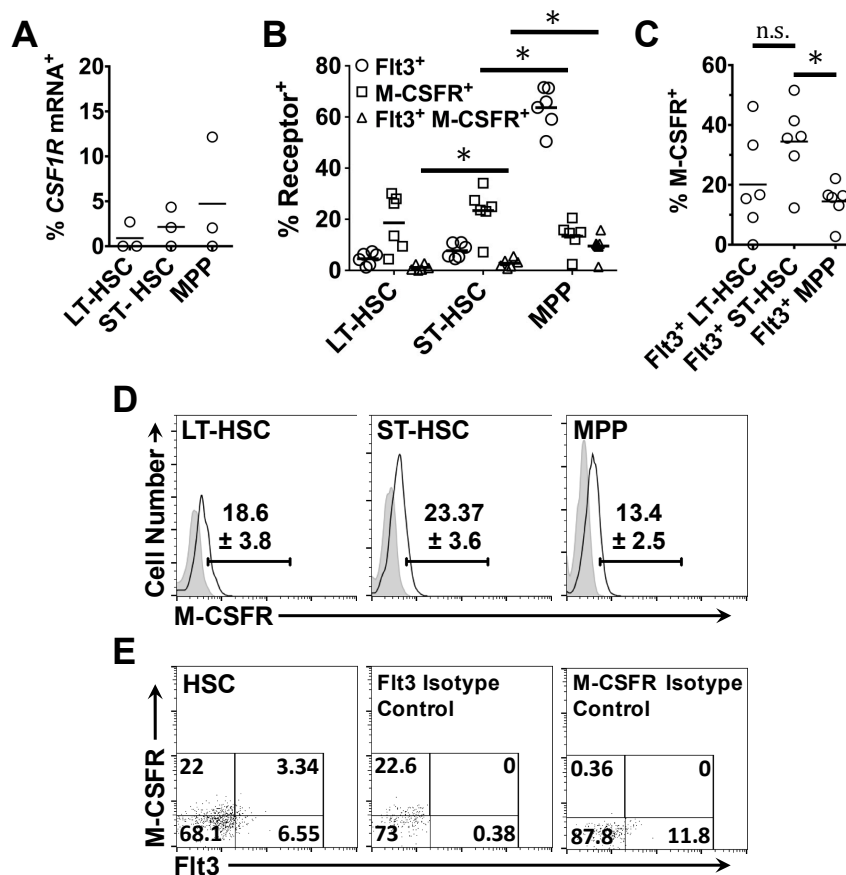 A
% CSF1R mRNA+
20
15
10
5
0
LT-HSC
ST- HSC
MPP
B
% Receptor+
80
60
40
20
0
Flt3+
M-CSFR+
Flt3+ M-CSFR+
*
*
*
LT-HSC
ST-HSC
MPP
C
n.s.
*
% M-CSFR+
60
40
20
0
Flt3+ LT-HSC
Flt3+ ST-HSC
Flt3+ MPP
D
Cell Number
LT-HSC
18.6
± 3.8
ST-HSC
23.37
± 3.6
MPP
13.4
± 2.5
M-CSFR
E
M-CSFR
HSC
22 3.34
68.1 6.55
Flt3 Isotype
Control
22.6 0
73 0.38
M-CSFR Isotype
Control
0.36 0
87.8 11.8
Flt3